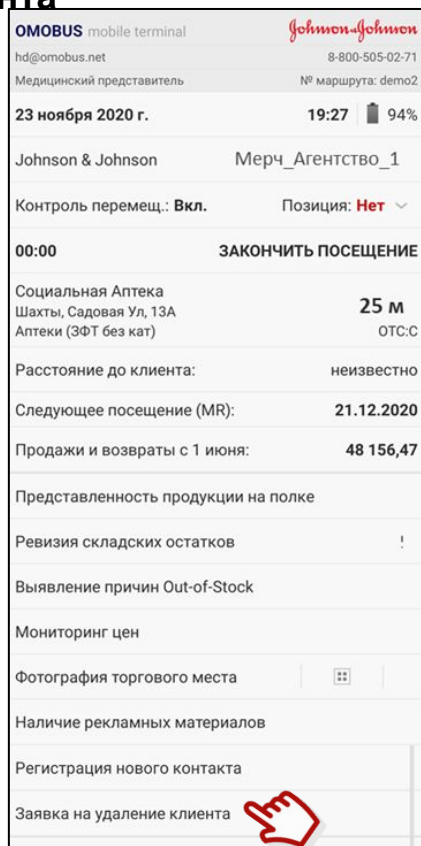 нта
OMOBUS mobile terminal Johnson&Johnson
hd@omobus.net 8-800-505-02-71
Медицинский представитель № маршрута: demo2
23 ноября 2020 г. 19:27 94%
Johnson & Johnson Мерч_Агентство_1
Контроль перемещ.: Вкл. Позиция: Нет
00:00 ЗАКОНЧИТЬ ПОСЕЩЕНИЕ
Социальная Аптека
Шахты, Садовая Ул, 13А 25 м
Аптеки (ЗФТ без кат) OTC:C
Расстояние до клиента: неизвестно
Следующее посещение (MR): 21.12.2020
Продажи и возвраты с 1 июня: 48 156,47
Представленность продукции на полке
Ревизия складских остатков !
Выявление причин Out-of-Stock
Мониторинг цен
Фотография торгового места
Наличие рекламных материалов
Регистрация нового контакта
Заявка на удаление клиента